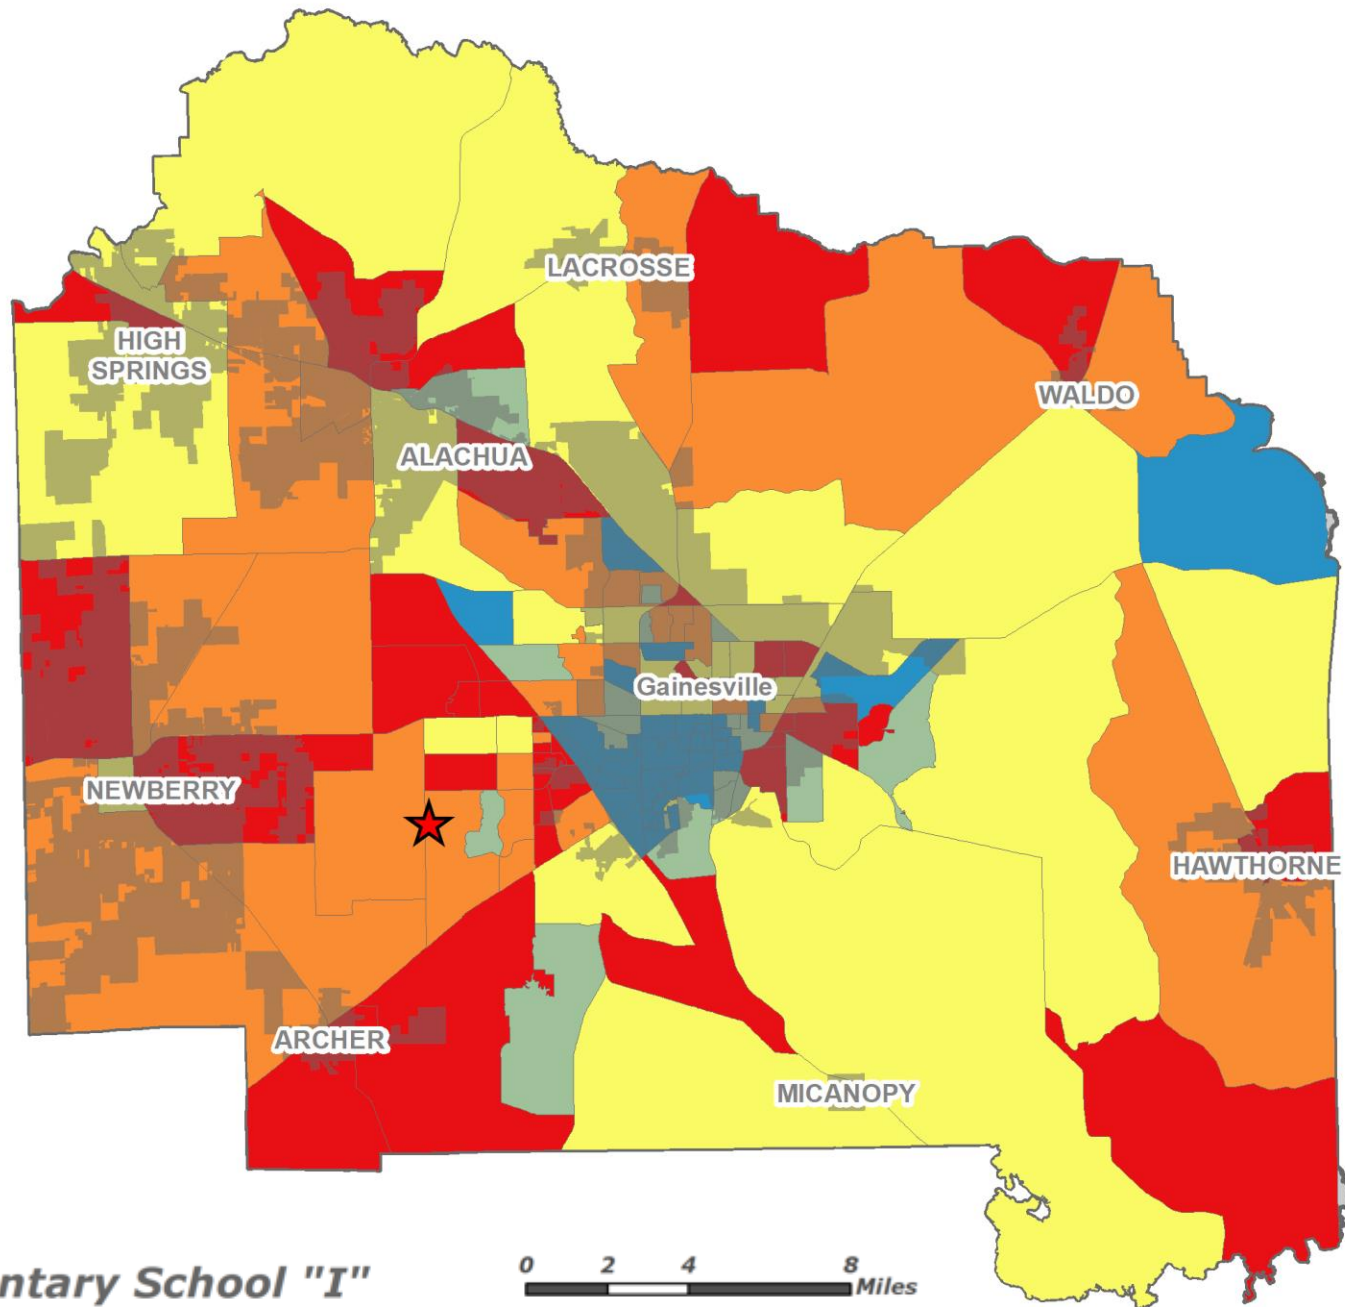 LACROSSE
HIGH
SPRINGS
WALDO
ALACHUA
Gainesville
NEWBERRY
HAWTHORNE
ARCHER
MICANOPY
ntary School "I"
0 2 4 8
Miles